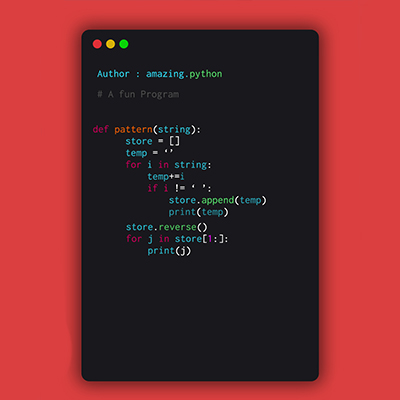 Author : amazing.python
# A fun Program
def pattern(string):
store = []
temp = ‘’
for i in string:
temp+=i
if i != ‘ ’:
store.append(temp)
print(temp)
store.reverse()
for j in store[1:]:
print(j)